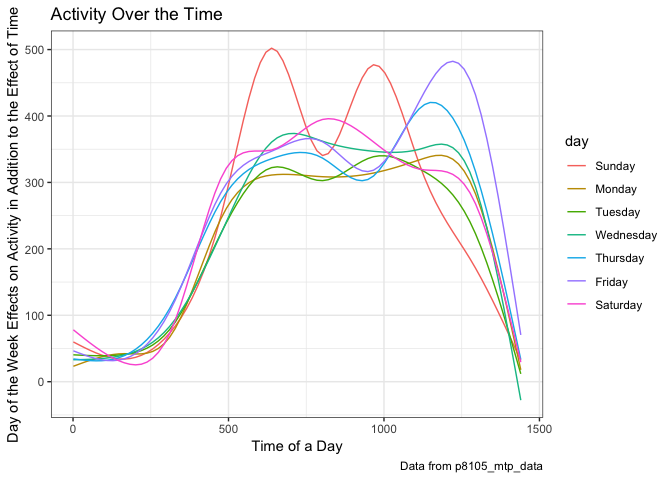 Activity Over the Time
Day of the Week Effects on Activity in Addition to the Effect of Time
500
400
300
200
100
0
0
500
1000
1500
Time of a Day
day
Sunday
Monday
Tuesday
Wednesday
Thursday
Friday
Saturday
Data from p8105_mtp_data